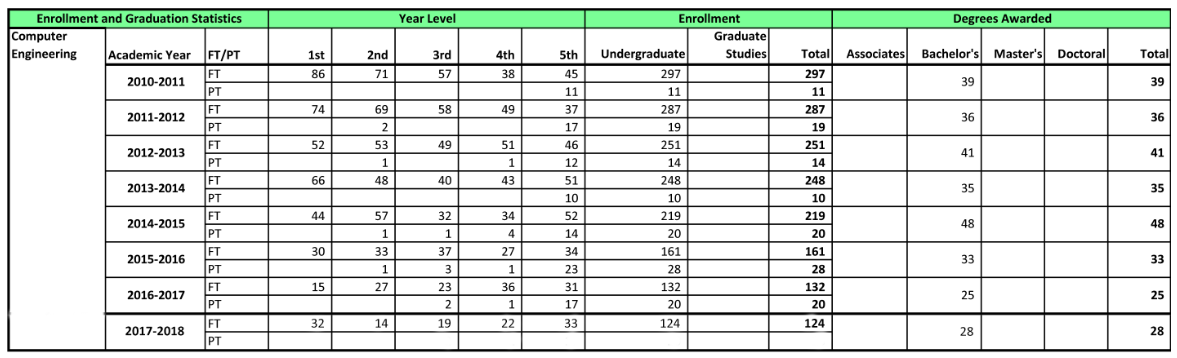 Enrollment and Graduation Statistics Year Level Enrollment Degrees Awarded
Computer Engineering Academic Year FT/PT 1st 2nd 3rd 4th 5th Undergraduate Graduate Studies Total Associates Bachelor's Master's Doctoral Total
2010-2011 FT 86 71 57 38 45 297 297 39 39
PT 11 11 11
2011-2012 FT 74 69 58 49 37 287 287 36 36
PT 2 17 19 19
2012-2013 FT 52 53 49 51 46 251 251 41 41
PT 1 1 12 14 14
2013-2014 FT 66 48 40 43 51 248 248 35 35
PT 10 10 10
2014-2015 FT 44 57 32 34 52 219 219 48 48
PT 1 1 4 14 20 20
2015-2016 FT 30 33 37 27 34 161 161 33 33
PT 1 3 1 23 28 28
2016-2017 FT 15 27 23 36 31 132 132 25 25
PT 2 1 17 20 20
2017-2018 FT 32 14 19 22 33 124 124 28 28
PT